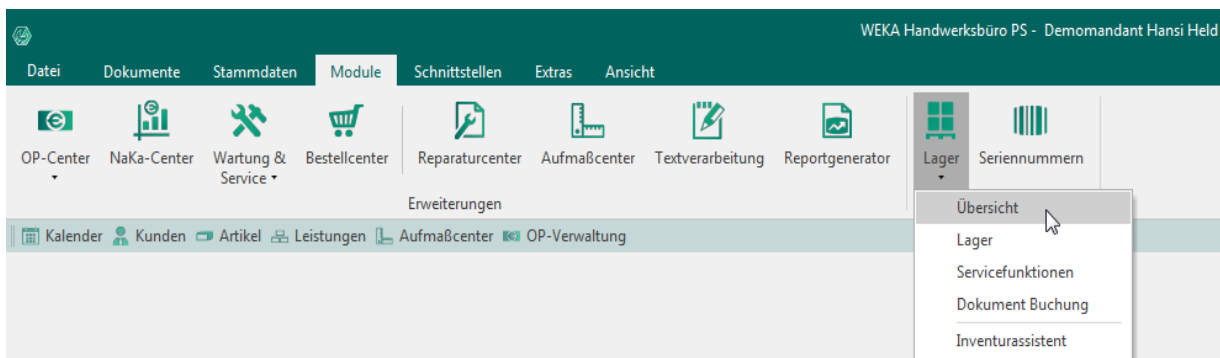 WEKA Handwerksbüro PS - Demomandant Hansi Held
Datei Dokumente Stammdaten Module Schnittstellen Extras Ansicht
OP-Center NaKa-Center Wartung & Bestellcenter Reparaturcenter Aufmaßcenter Textverarbeitung Reportgenerator Lager Seriennummern
Service
Erweiterungen
Kalender Kunden Artikel Leistungen Aufmaßcenter OP-Verwaltung
Übersicht
Lager
Servicefunktionen
Dokument Buchung
Inventurassistent